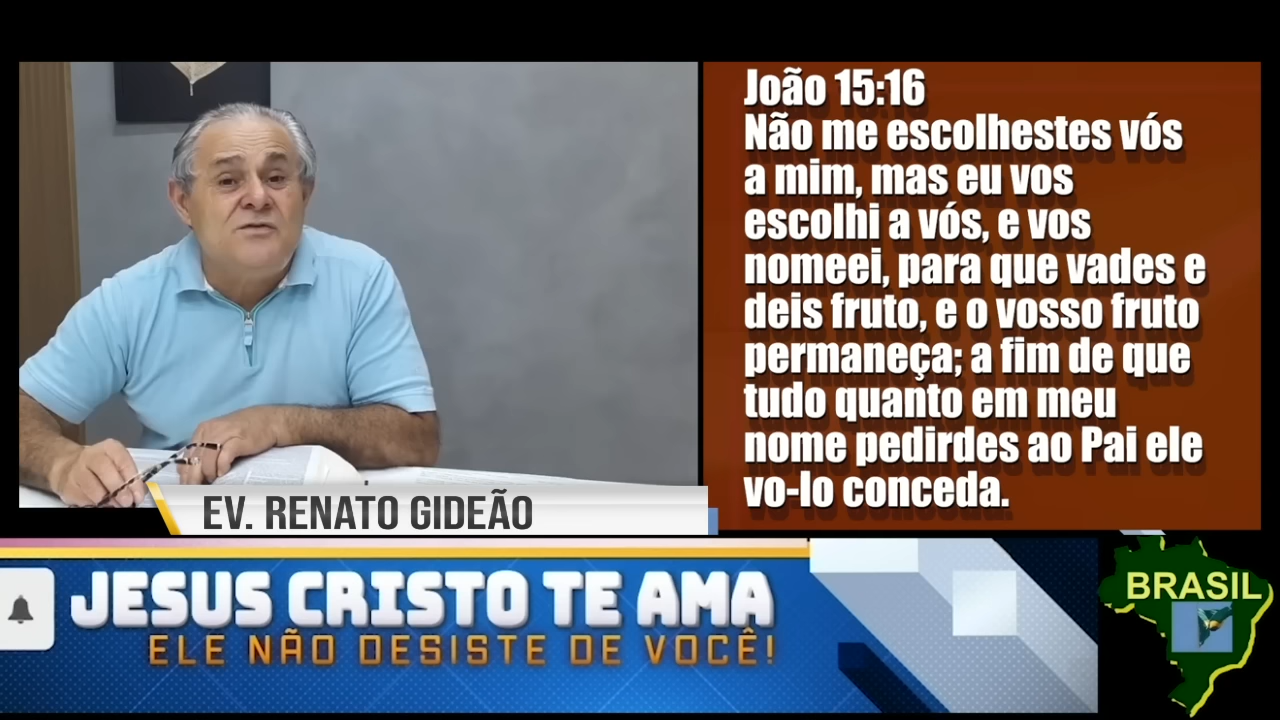 João 15:16
Não me escolhestes vós
a mim, mas eu vos
escolhi a vós, e vos
nomeei, para que vades e
deis fruto, e o vosso fruto
permaneça; a fim de que
tudo quanto em meu
nome pedirdes ao Pai ele
vo-lo conceda.
EV. RENATO GIDEÃO
JESUS CRISTO TE AMA
ELE NÃO DESISTE DE VOCÊ!
BRASIL